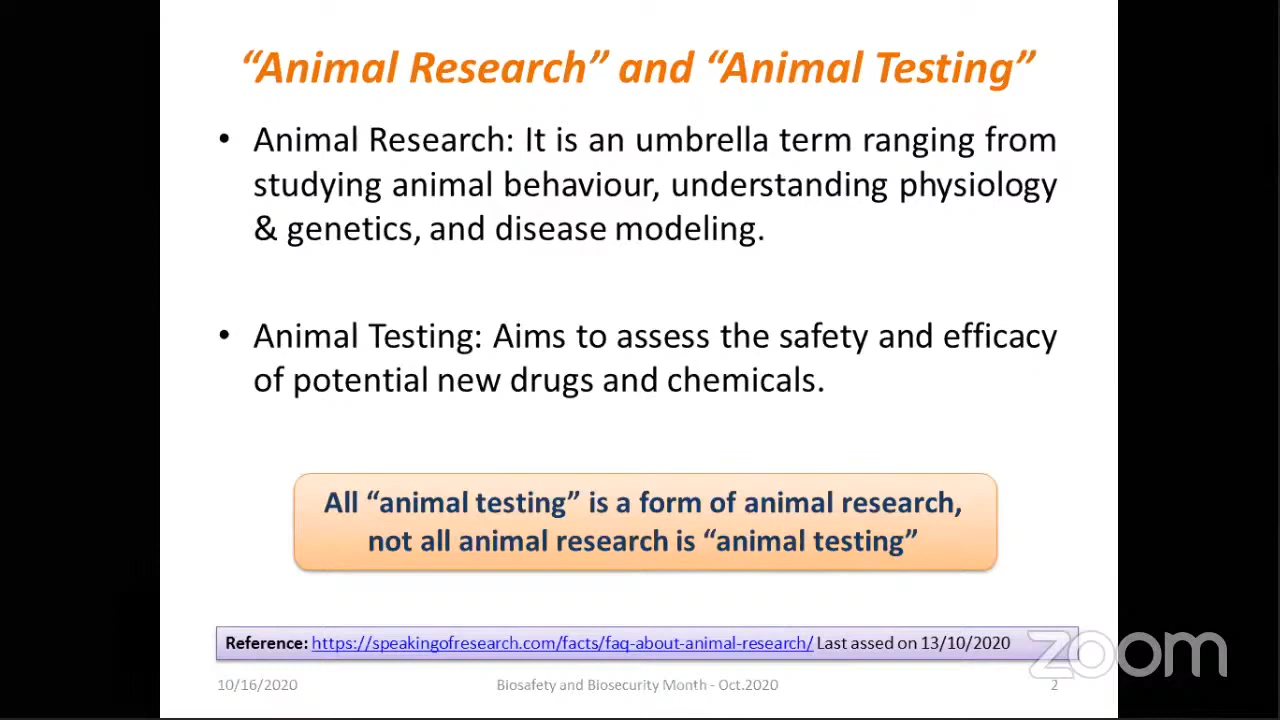 “Animal Research” and “Animal Testing”
• Animal Research: It is an umbrella term ranging from
studying animal behaviour, understanding physiology
& genetics, and disease modeling.
• Animal Testing: Aims to assess the safety and efficacy
of potential new drugs and chemicals.
All “animal testing” is a form of animal research,
not all animal research is “animal testing”
Reference: https://speakingofresearch.com/facts/faq-about-animal-research/ Last assed on 13/10/2020
zoom
10/16/2020 Biosafety and Biosecurity Month - Oct.2020 2